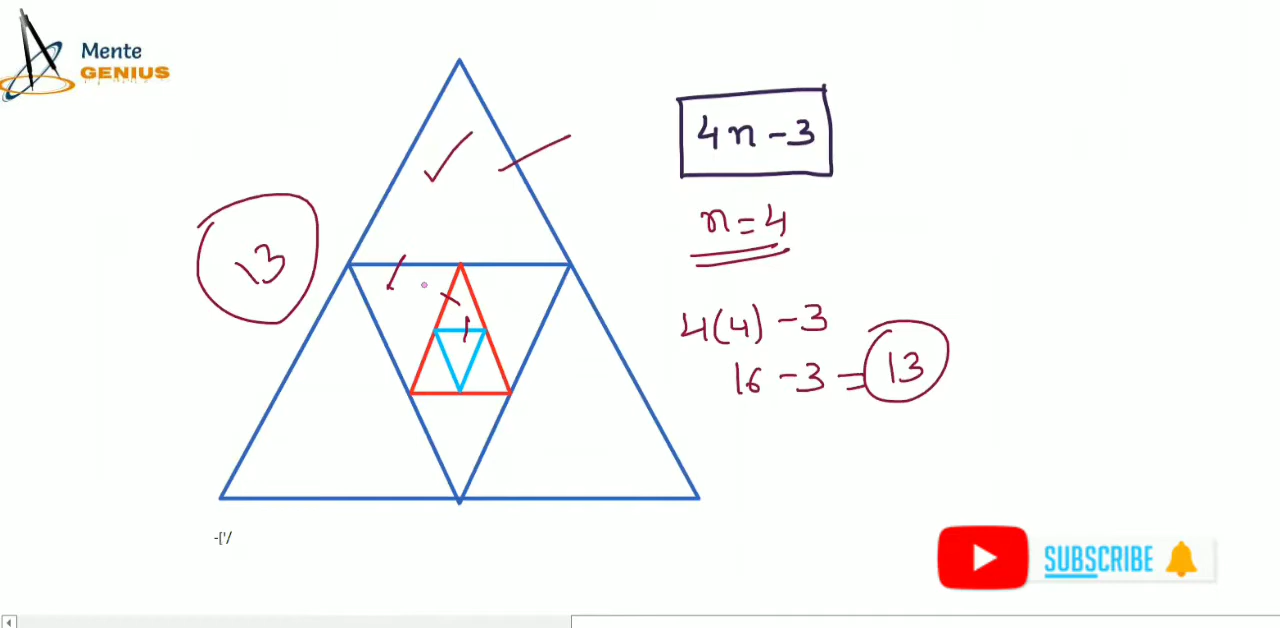 Mente
GENIUS
4n-3
n=4
13
4(4)-3
16-3=13
-['/
SUBSCRIBE